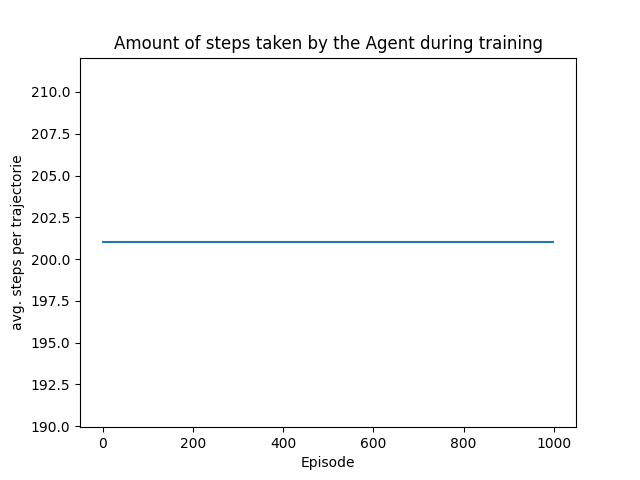 Amount of steps taken by the Agent during training
avg. steps per trajectorie
210.0
207.5
205.0
202.5
200.0
197.5
195.0
192.5
190.0
0 200 400 600 800 1000
Episode